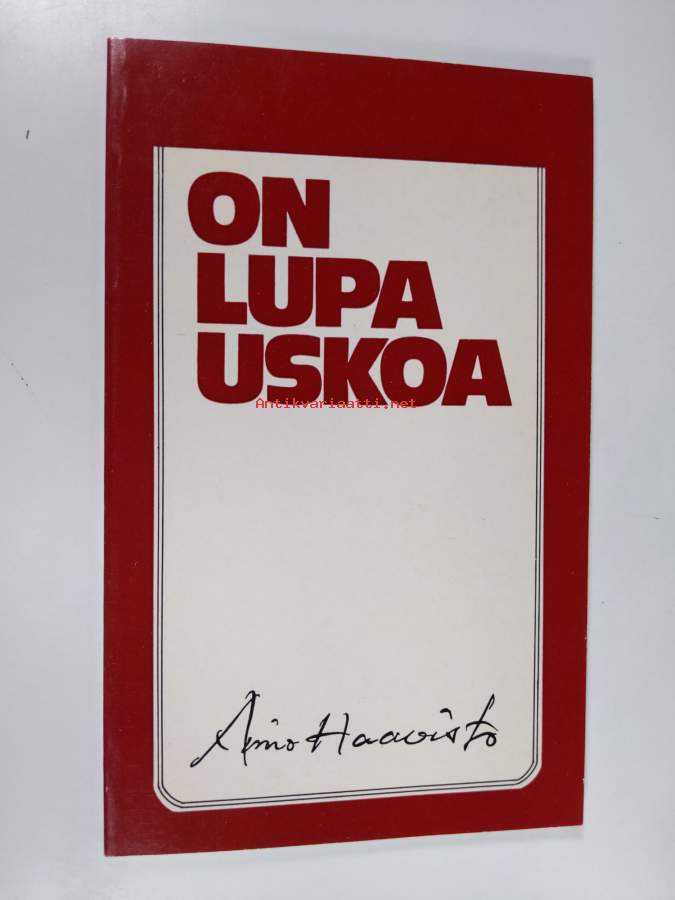 ON
LUPA
USKOA
Antikvariaatti.net
Aimo Haavisto